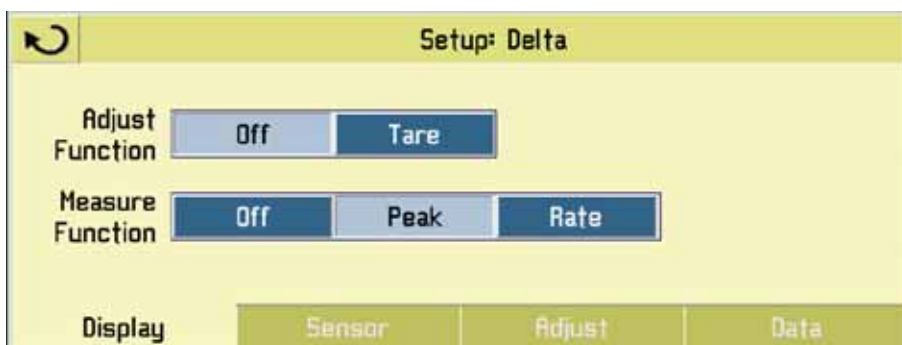 Setup: Delta
Adjust
Function
Off Tare
Measure
Function
Off Peak Rate
Display Sensor Adjust Data